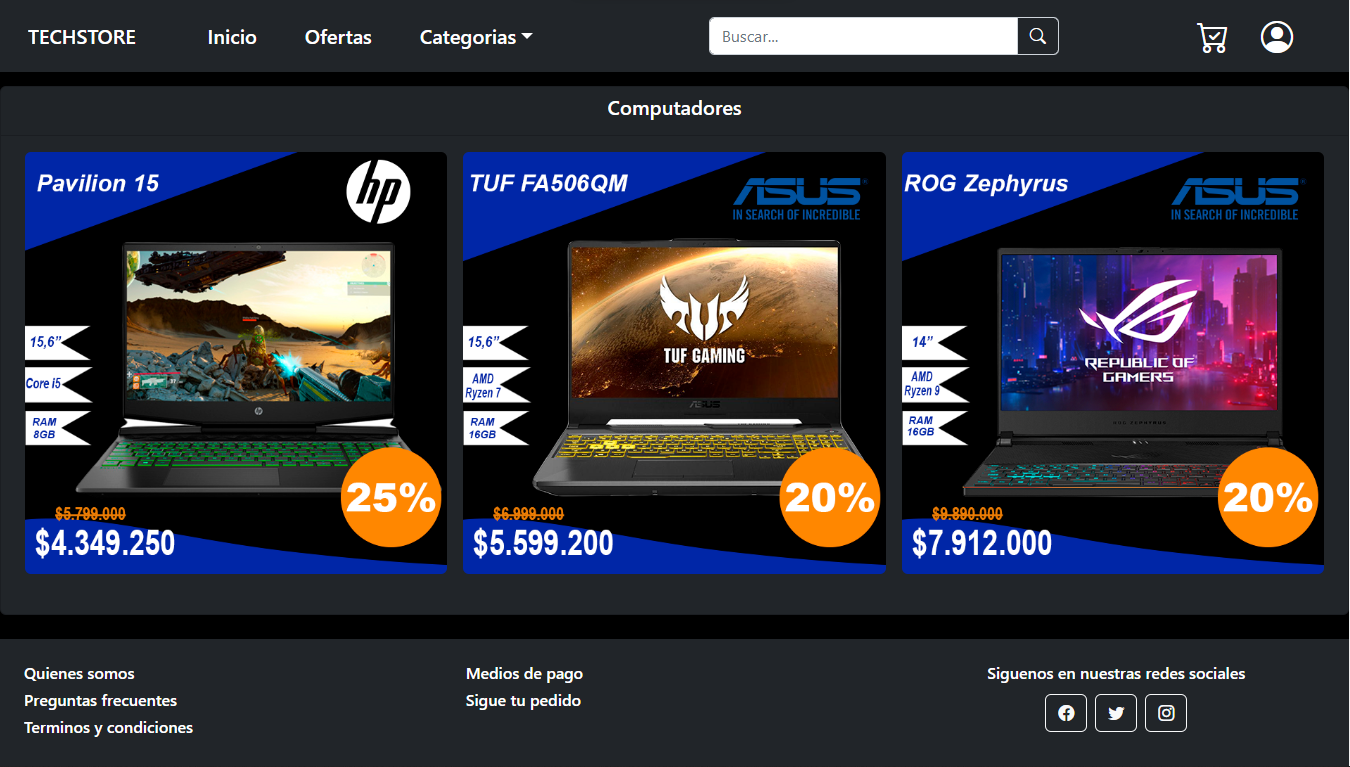 TECHSTORE
Inicio
Ofertas
Categorias
Buscar...
Computadores
Pavilion 15
hp
15,6”
Core i5
RAM
8GB
25%
$5.799.000
$4.349.250
TUF FA506QM
ASUS
IN SEARCH OF INCREDIBLE
TUF GAMING
ASUS
15,6”
AMD
Ryzen 7
RAM
16GB
20%
$6.999.000
$5.599.200
ROG Zephyrus
ASUS
IN SEARCH OF INCREDIBLE
REPUBLIC OF
GAMERS
ROG ZEPHYRUS
14”
AMD
Ryzen 9
RAM
16GB
20%
$9.890.000
$7.912.000
Quienes somos
Preguntas frecuentes
Terminos y condiciones
Medios de pago
Sigue tu pedido
Siguenos en nuestras redes sociales